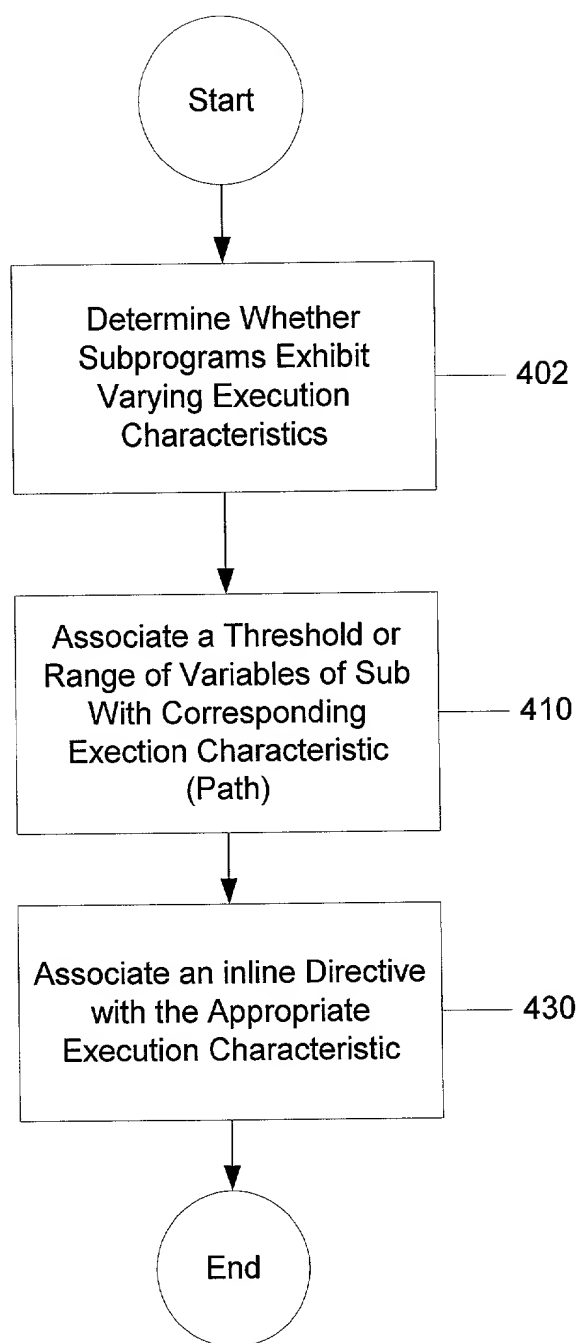 Start
Determine Whether
Subprograms Exhibit
Varying Execution
Characteristics
402
Associate a Threshold or
Range of Variables of Sub
With Corresponding
Exection Characteristic
(Path)
410
Associate an inline Directive
with the Appropriate
Execution Characteristic
430
End